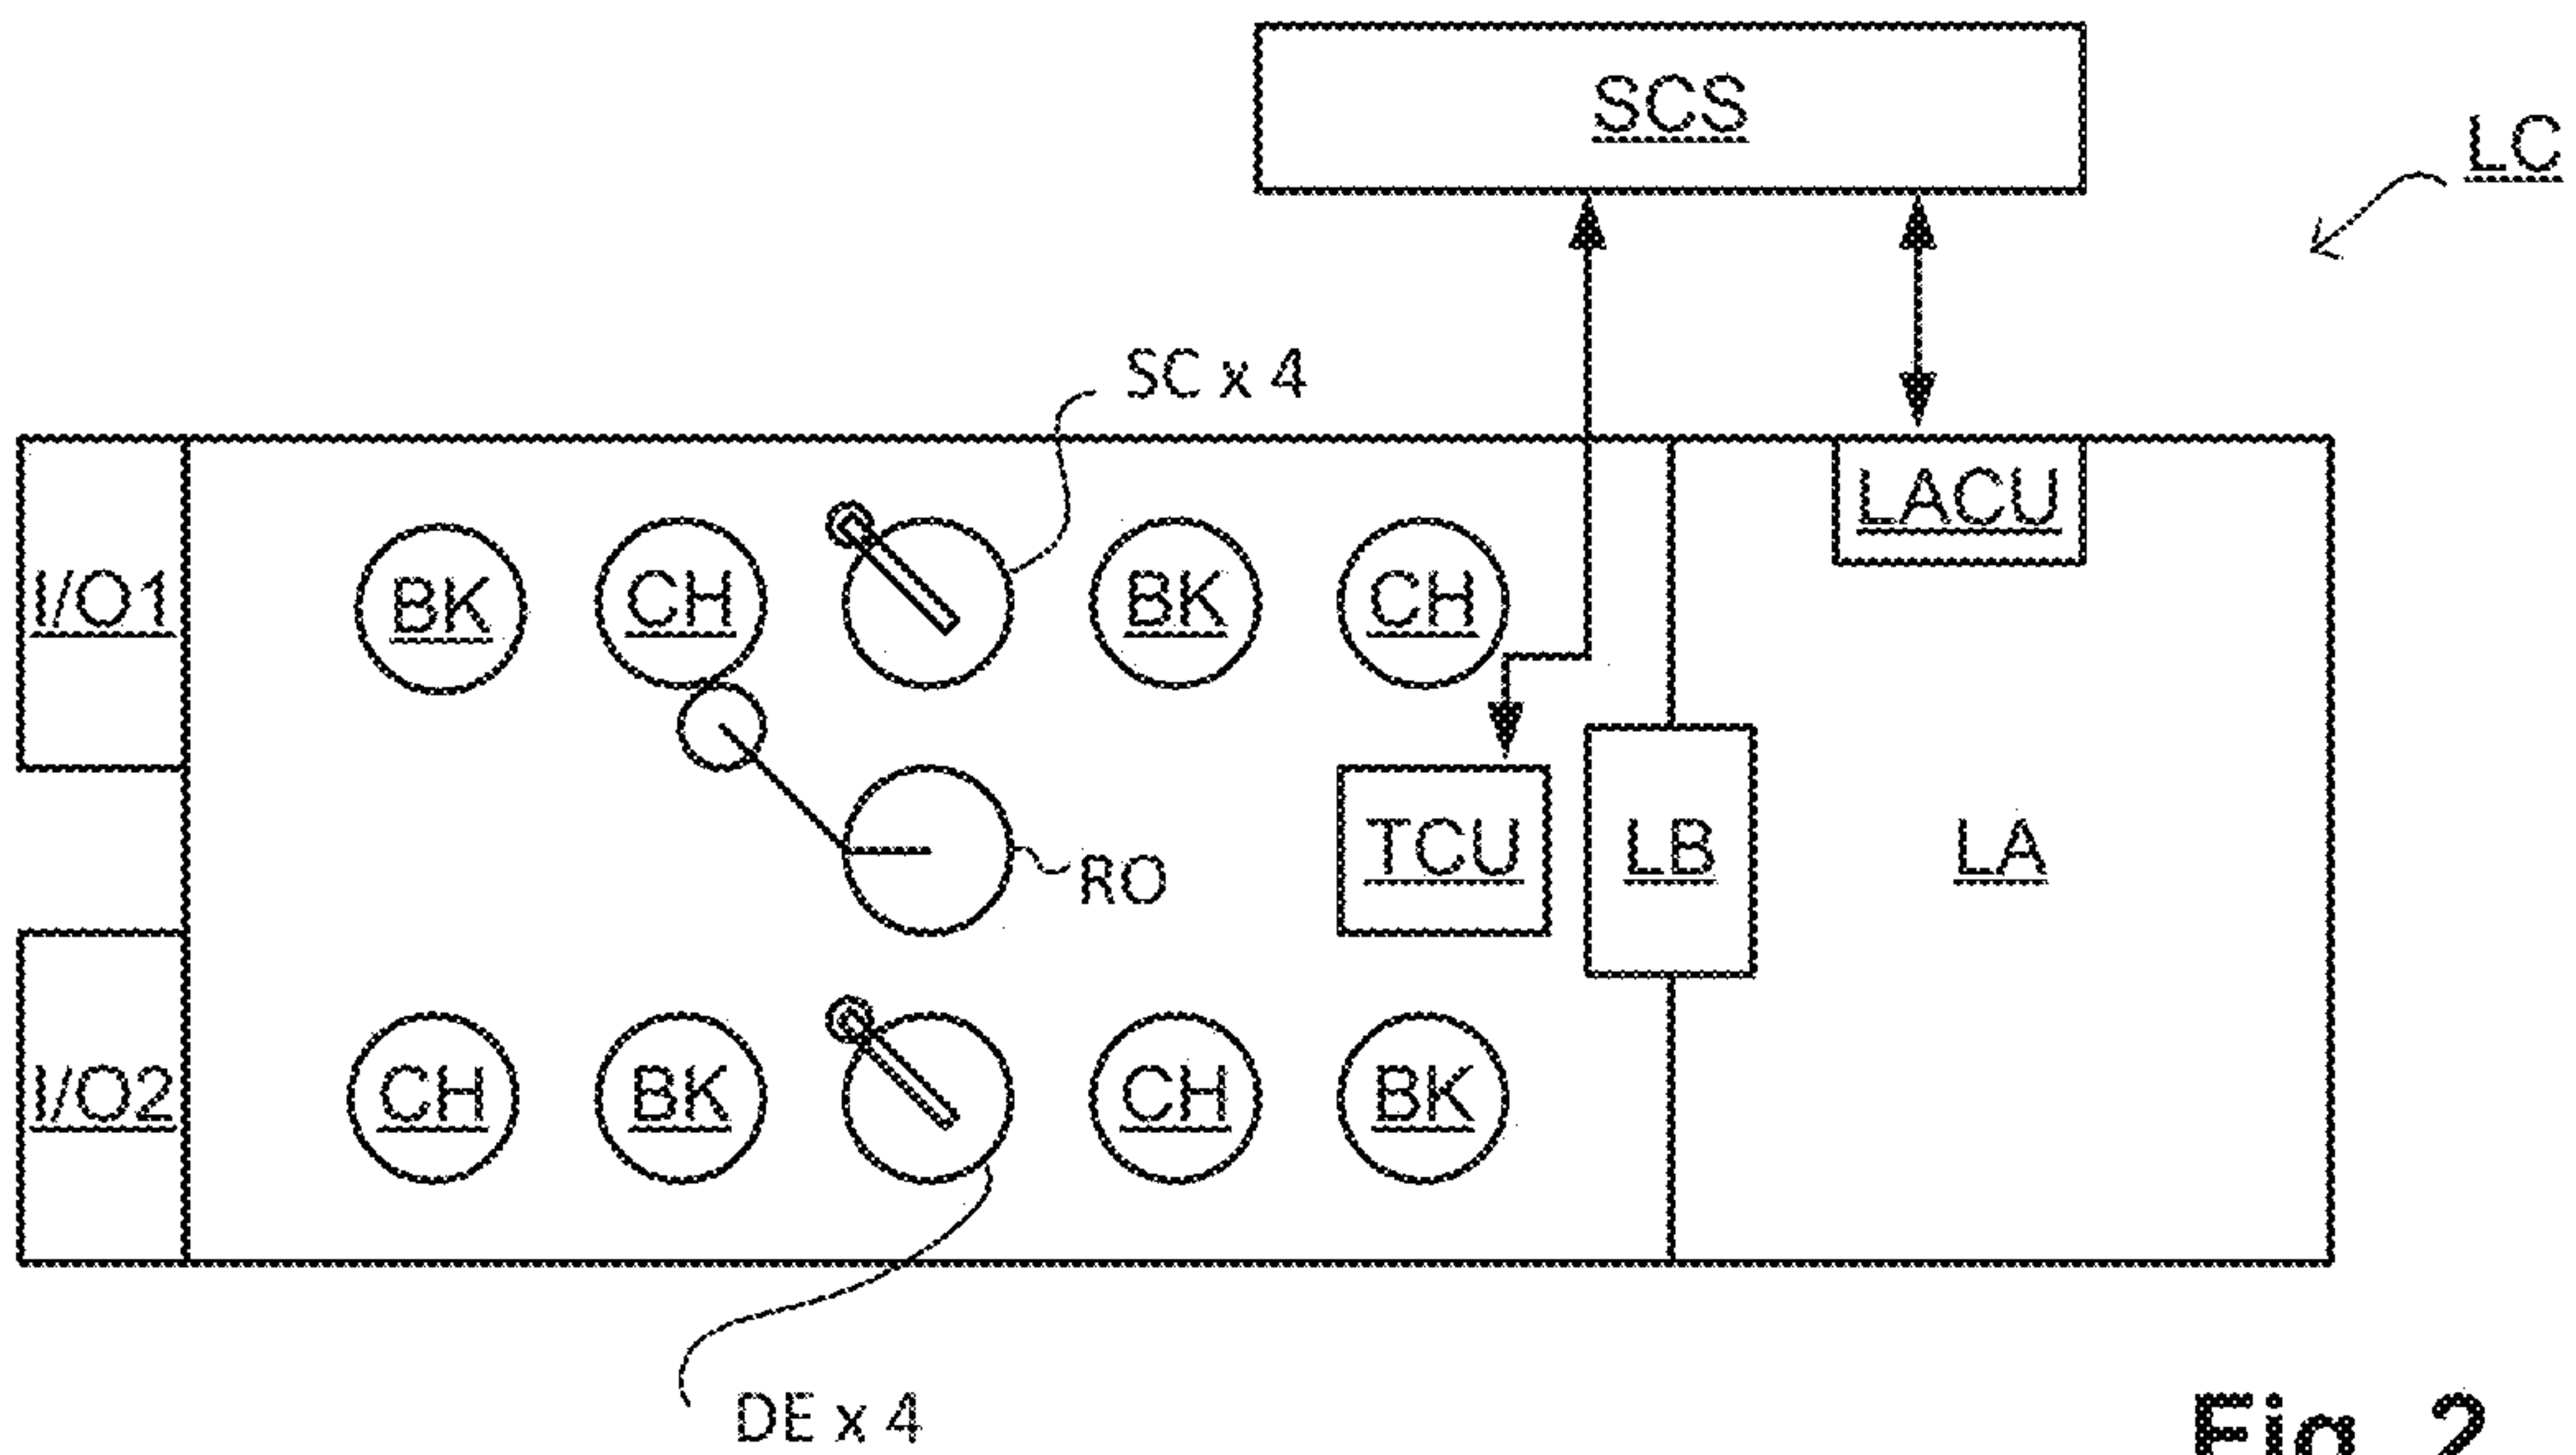 SCS
LC
SC x 4
LACU
I/O1
BK
CH
BK
CH
RO
TCU
LB
LA
I/O2
CH
BK
CH
BK
DE x 4
Fig. 2